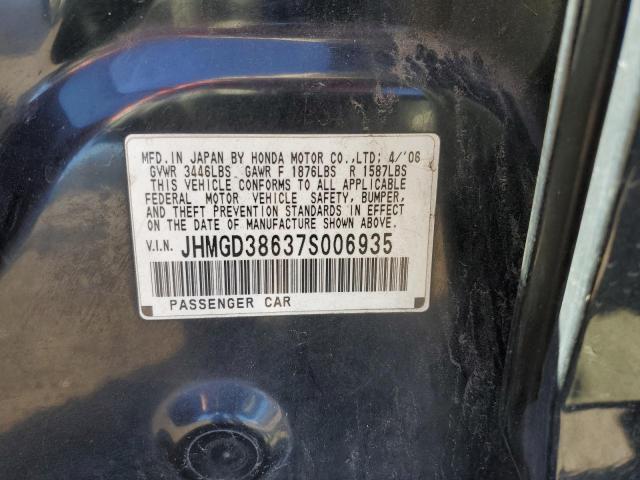 MFD.IN JAPAN BY HONDA MOTOR CO.,LTD; 4/'06
GVWR 3446LBS GAWR F 1876LBS R 1587LBS
THIS VEHICLE CONFORMS TO ALL APPLICABLE
FEDERAL MOTOR VEHICLE SAFETY, BUMPER,
AND THEFT PREVENTION STANDARDS IN EFFECT
ON THE DATE OF MANUFACTURE SHOWN ABOVE.
V.I.N. JHMGD38637S006935
PASSENGER CAR